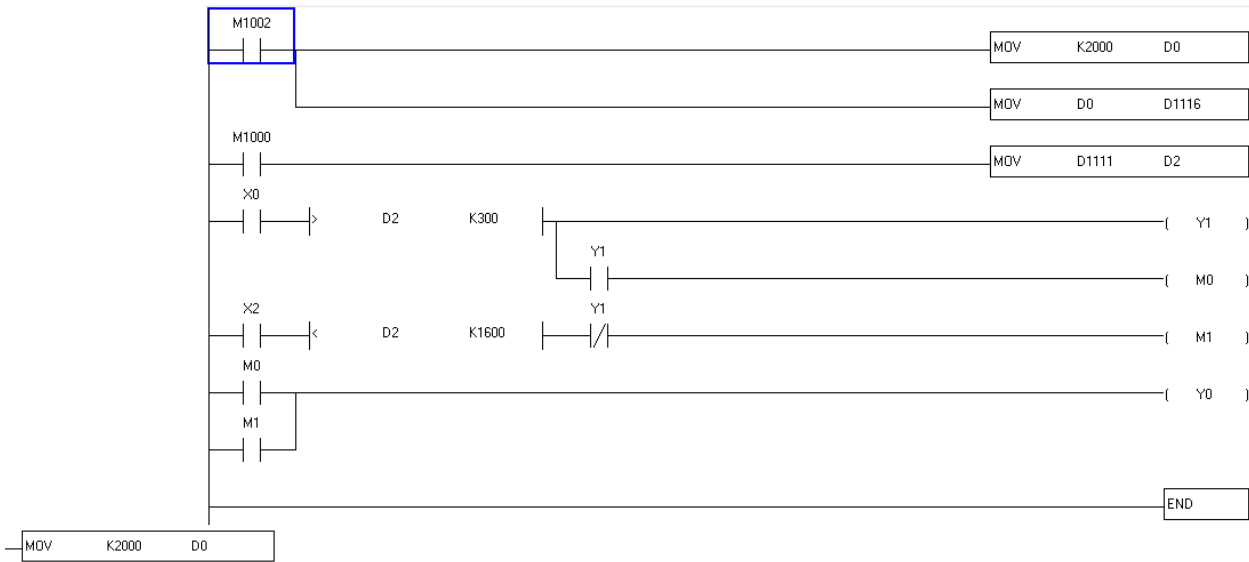 M1002
MOV K2000 D0
MOV D0 D1116
M1000
MOV D1111 D2
X0
> D2 K300 ( Y1 )
Y1
( M0 )
X2 Y1
< D2 K1600 ( M1 )
M0
( Y0 )
M1
END
MOV K2000 D0